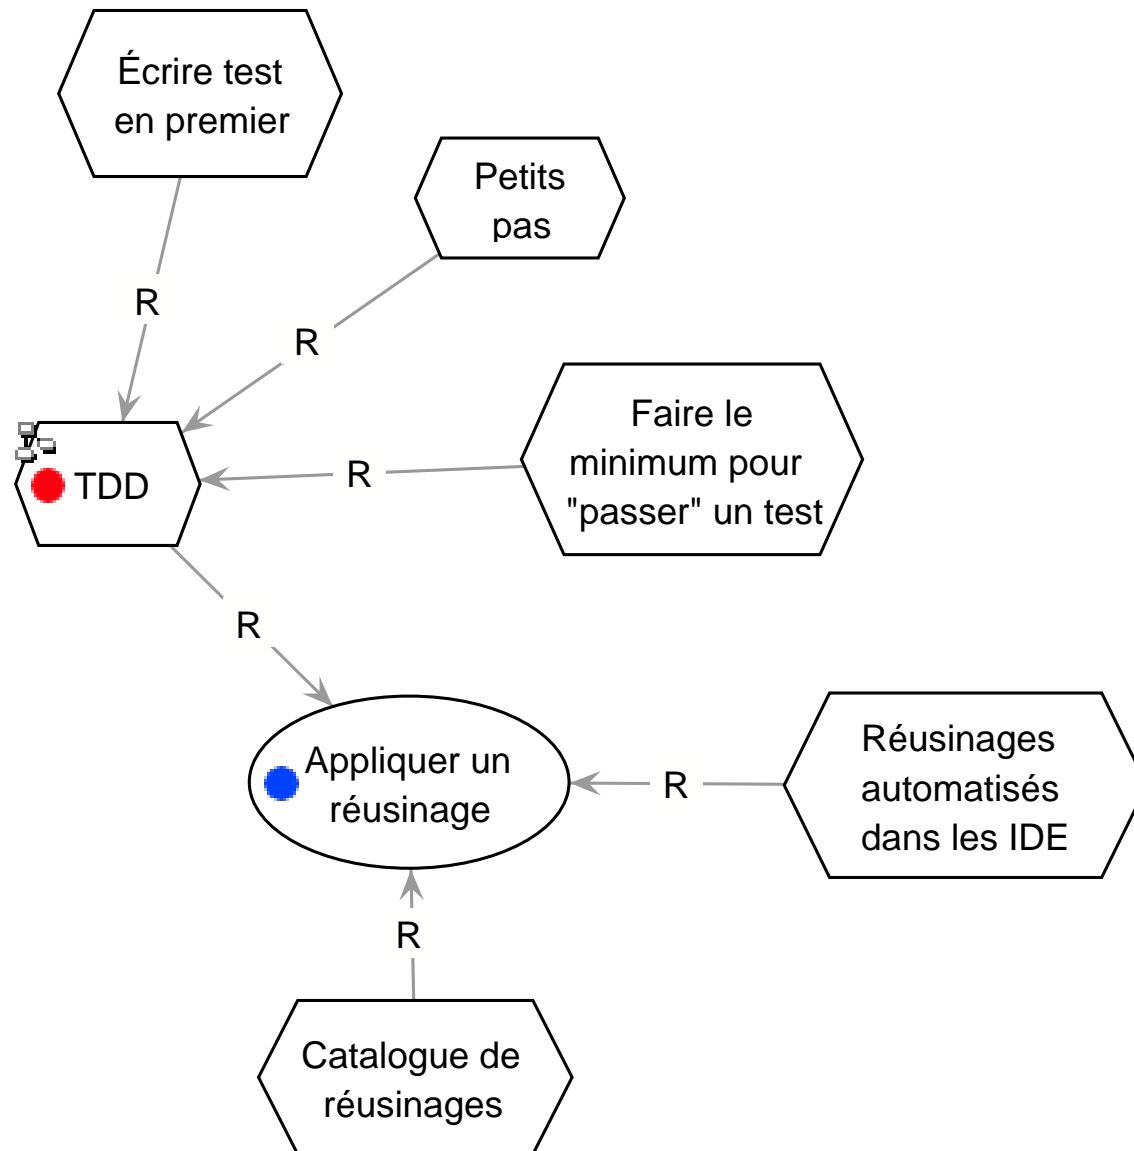 Écrire test
en premier
Petits
pas
R
R
Faire le
minimum pour
"passer" un test
R
TDD
R
Appliquer un
réusinage
R
Réusinages
automatisés
dans les IDE
R
Catalogue de
réusinages